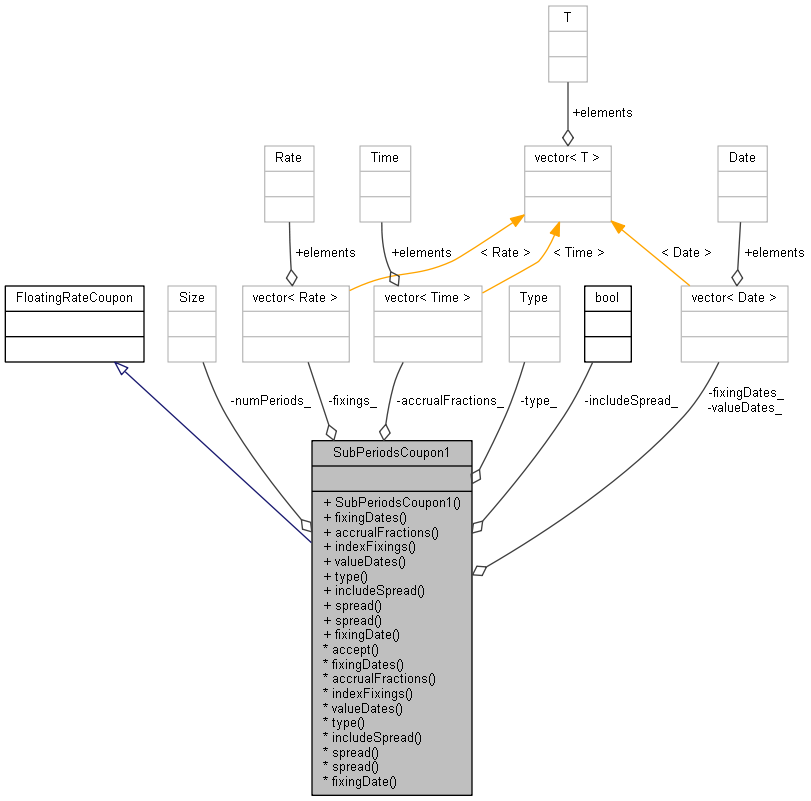 T
+elements
Rate
Time
vector< T >
Date
+elements
+elements
< Rate >
< Time >
< Date >
+elements
FloatingRateCoupon
Size
vector< Rate >
vector< Time >
Type
bool
vector< Date >
-numPeriods_
-fixings_
-accrualFractions_
-type_
-includeSpread_
-fixingDates_
-valueDates_
SubPeriodsCoupon1
+ SubPeriodsCoupon1()
+ fixingDates()
+ accrualFractions()
+ indexFixings()
+ valueDates()
+ type()
+ includeSpread()
+ spread()
+ spread()
+ fixingDate()
* accept()
* fixingDates()
* accrualFractions()
* indexFixings()
* valueDates()
* type()
* includeSpread()
* spread()
* spread()
* fixingDate()